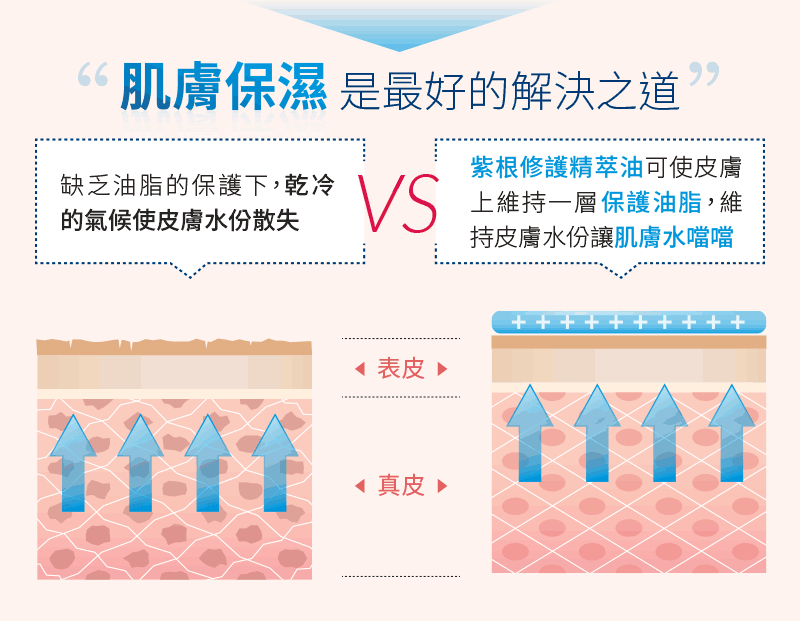 “肌膚保濕是最好的解決之道”
缺乏油脂的保護下，乾冷
的氣候使皮膚水份散失
VS
紫根修護精萃油可使皮膚
上維持一層保護油脂，維
持皮膚水份讓肌膚水噹噹
表皮
真皮